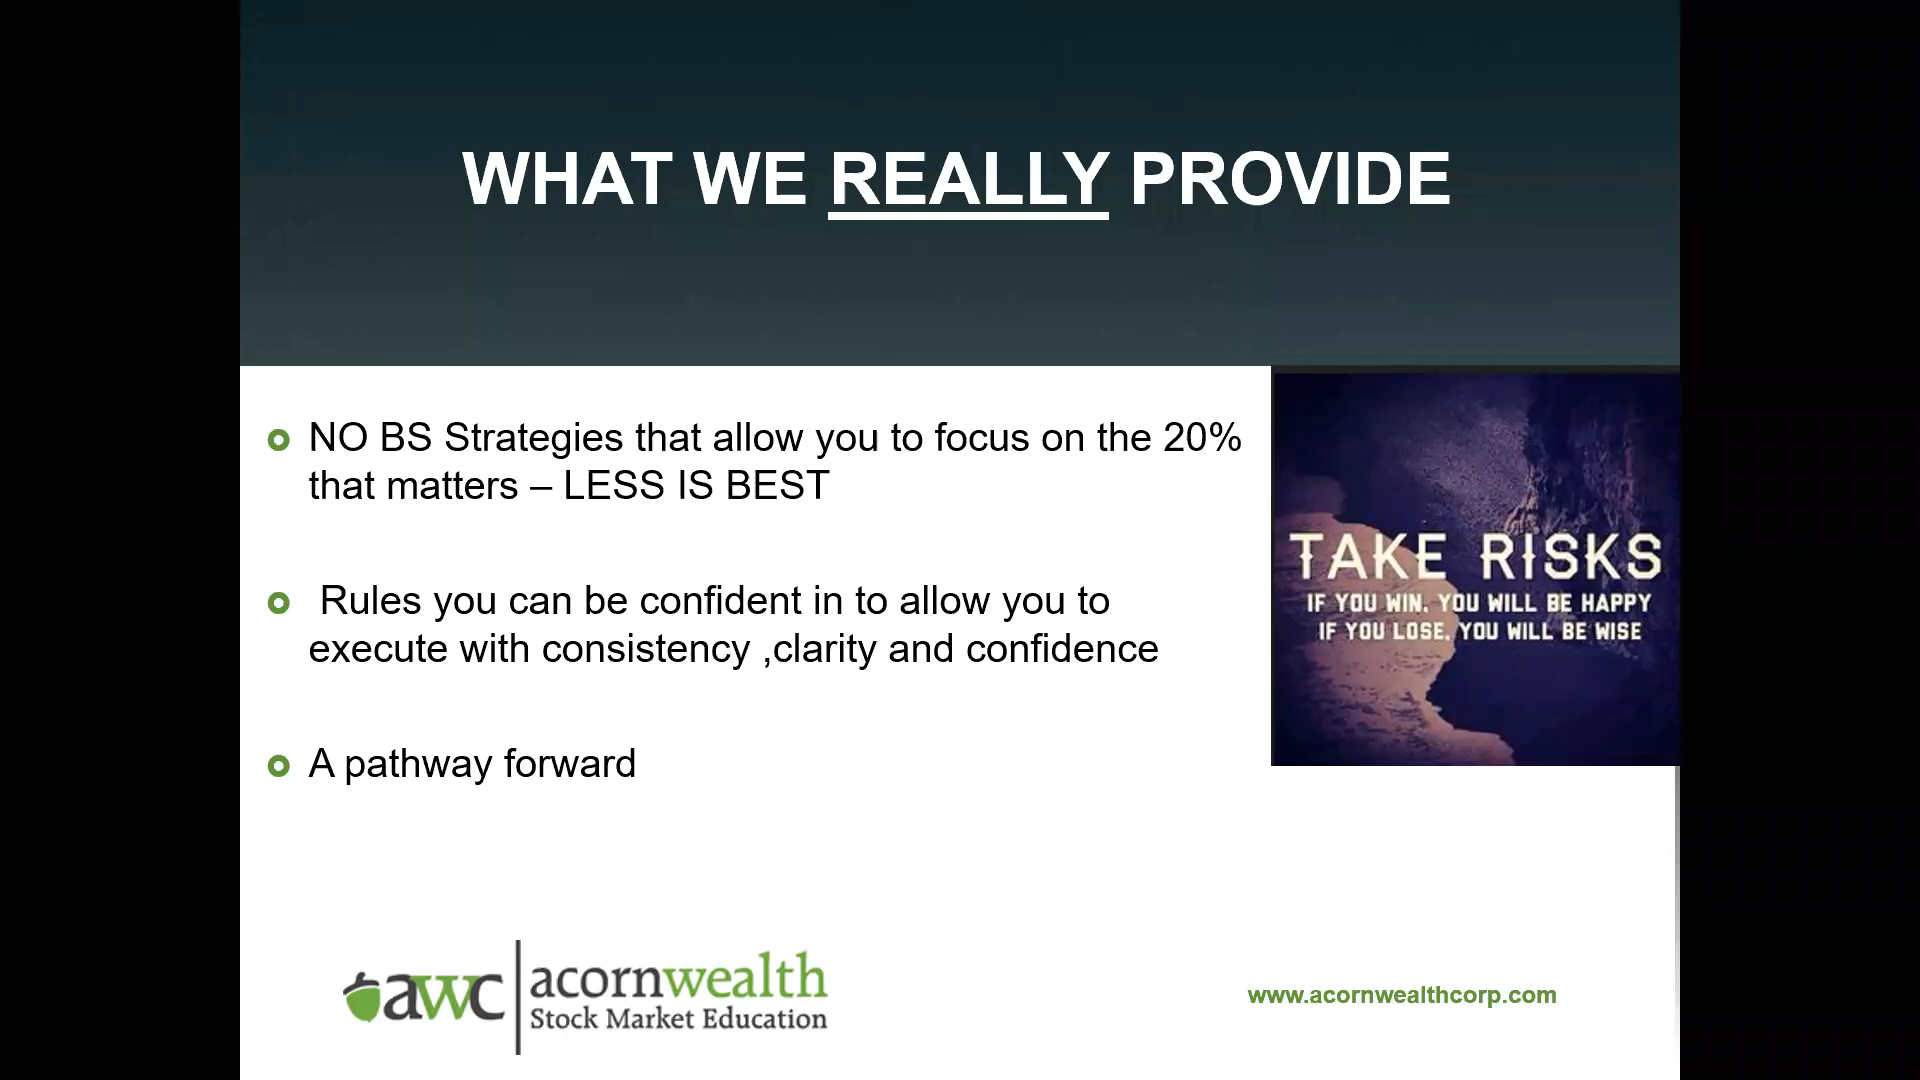 WHAT WE REALLY PROVIDE
NO BS Strategies that allow you to focus on the 20%
that matters – LESS IS BEST
Rules you can be confident in to allow you to
execute with consistency ,clarity and confidence
A pathway forward
TAKE RISKS
IF YOU WIN, YOU WILL BE HAPPY
IF YOU LOSE, YOU WILL BE WISE
awc
acornwealth
Stock Market Education
www.acornwealthcorp.com